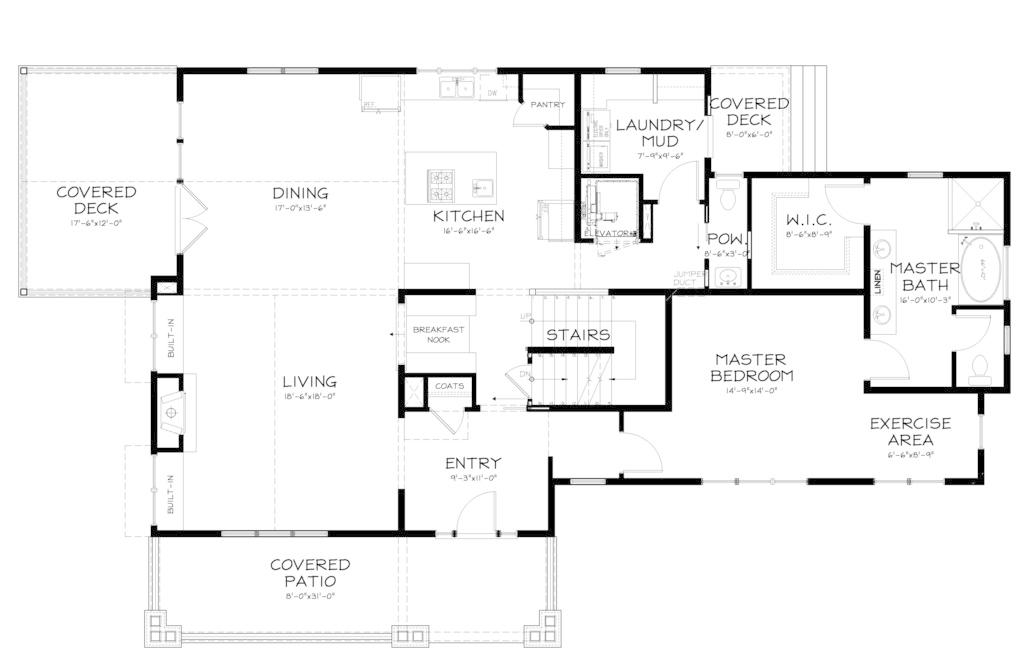 REF.
DW
PANTRY
ELECTRIC
DRYER
ONLY
WASHER
LAUNDRY/
MUD
7'-9"x9'-6"
COVERED
DECK
8'-0"x6'-0"
COVERED
DECK
17'-6"x12'-0"
DINING
17'-0"x13'-6"
KITCHEN
16'-6"x16'-6"
ELEVATOR
POW.
8'-6"x3'-0"
W.I.C.
8'-6"x8'-9"
LINEN
MASTER
BATH
16'-0"x10'-3"
JUMPER
DUCT
BUILT-IN
BREAKFAST
NOOK
UP
STAIRS
DN
COATS
LIVING
18'-6"x18'-0"
MASTER
BEDROOM
14'-9"x14'-0"
EXERCISE
AREA
6'-6"x8'-9"
ENTRY
9'-3"x11'-0"
BUILT-IN
COVERED
PATIO
8'-0"x31'-0"